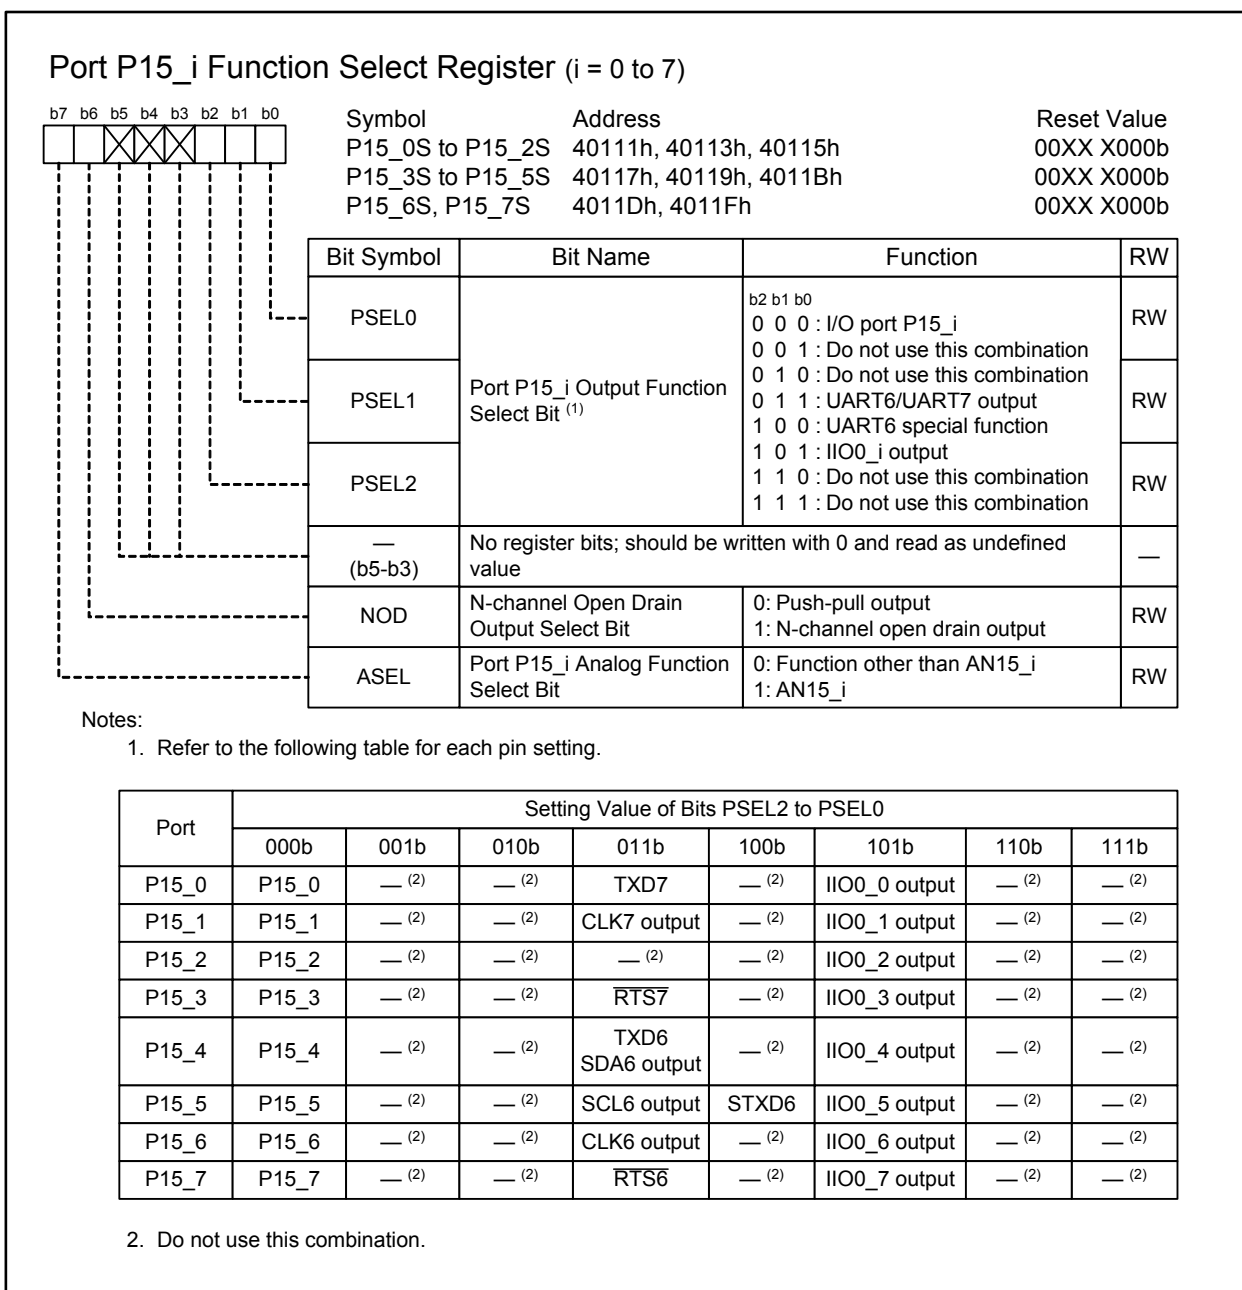 Port P15_i Function Select Register (i = 0 to 7)
b7 b6 b5 b4 b3 b2 b1 b0
Symbol Address Reset Value
P15_0S to P15_2S 40111h, 40113h, 40115h 00XX X000b
P15_3S to P15_5S 40117h, 40119h, 4011Bh 00XX X000b
P15_6S, P15_7S 4011Dh, 4011Fh 00XX X000b
Bit Symbol Bit Name Function RW
PSEL0 RW
PSEL1 RW
PSEL2 RW
Port P15_i Output Function
Select Bit (1)
b2 b1 b0
0 0 0 : I/O port P15_i
0 0 1 : Do not use this combination
0 1 0 : Do not use this combination
0 1 1 : UART6/UART7 output
1 0 0 : UART6 special function
1 0 1 : IIO0_i output
1 1 0 : Do not use this combination
1 1 1 : Do not use this combination
—
(b5-b3)
No register bits; should be written with 0 and read as undefined
value
—
NOD
N-channel Open Drain
Output Select Bit
0: Push-pull output
1: N-channel open drain output
RW
ASEL
Port P15_i Analog Function
Select Bit
0: Function other than AN15_i
1: AN15_i
RW
Notes:
1. Refer to the following table for each pin setting.
Port Setting Value of Bits PSEL2 to PSEL0
000b 001b 010b 011b 100b 101b 110b 111b
P15_0 P15_0 — (2) — (2) TXD7 — (2) IIO0_0 output — (2) — (2)
P15_1 P15_1 — (2) — (2) CLK7 output — (2) IIO0_1 output — (2) — (2)
P15_2 P15_2 — (2) — (2) — (2) — (2) IIO0_2 output — (2) — (2)
P15_3 P15_3 — (2) — (2) RTS7 — (2) IIO0_3 output — (2) — (2)
P15_4 P15_4 — (2) — (2) TXD6 SDA6 output — (2) IIO0_4 output — (2) — (2)
P15_5 P15_5 — (2) — (2) SCL6 output STXD6 IIO0_5 output — (2) — (2)
P15_6 P15_6 — (2) — (2) CLK6 output — (2) IIO0_6 output — (2) — (2)
P15_7 P15_7 — (2) — (2) RTS6 — (2) IIO0_7 output — (2) — (2)
2. Do not use this combination.